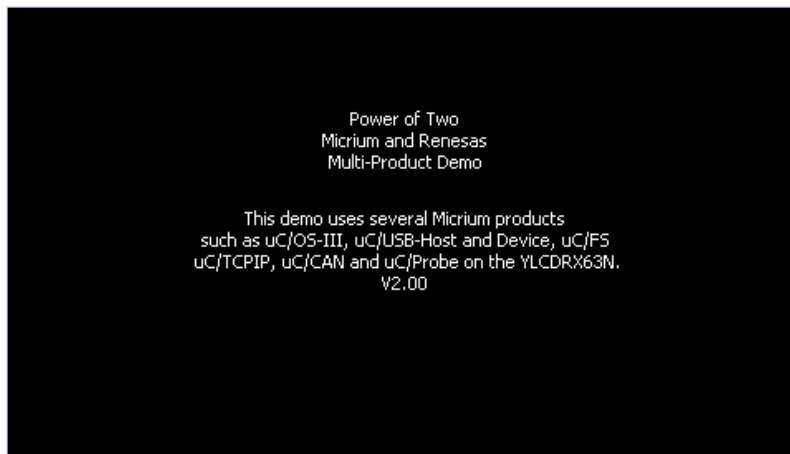 Power of Two
Micrium and Renesas
Multi-Product Demo
This demo uses several Micrium products
such as uC/OS-III, uC/USB-Host and Device, uC/FS
uC/TCPIP, uC/CAN and uC/Probe on the YLCDRX63N.
V2.00